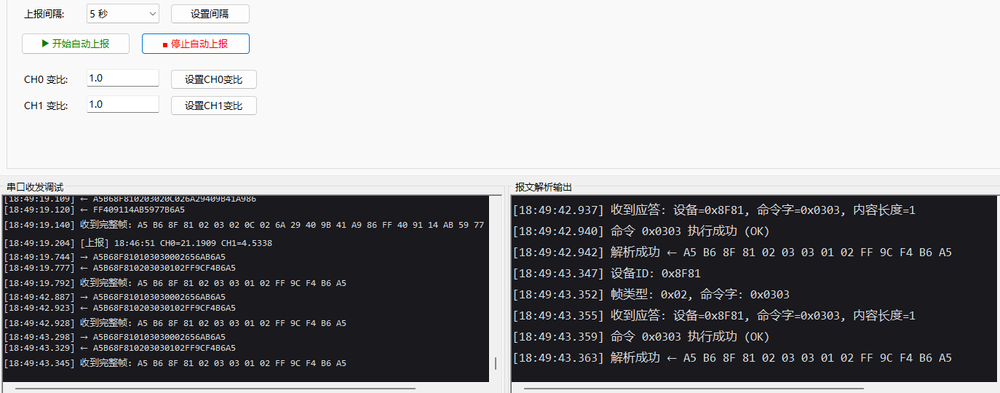 上报间隔:
5 秒
设置间隔
▶ 开始自动上报
■ 停止自动上报
CH0 变比:
1.0
设置CH0变比
CH1 变比:
1.0
设置CH1变比
串口收发调试
[18:49:19.109] ← A5B68F810203020C026A29409B41A986
[18:49:19.120] ← FF409114AB5977B6A5
[18:49:19.140] 收到完整帧: A5 B6 8F 81 02 03 02 0C 02 6A 29 40 9B 41 A9 86 FF 40 91 14 AB 59 77
[18:49:19.204] [上报] 18:46:51 CH0=21.1909 CH1=4.5338
[18:49:19.744] → A5B68F810103030002656AB6A5
[18:49:19.777] ← A5B68F810203030102FF9CF4B6A5
[18:49:19.792] 收到完整帧: A5 B6 8F 81 02 03 03 01 02 FF 9C F4 B6 A5
[18:49:42.887] → A5B68F810103030002656AB6A5
[18:49:42.923] ← A5B68F810203030102FF9CF4B6A5
[18:49:42.928] 收到完整帧: A5 B6 8F 81 02 03 03 01 02 FF 9C F4 B6 A5
[18:49:43.298] → A5B68F810103030002656AB6A5
[18:49:43.329] ← A5B68F810203030102FF9CF4B6A5
[18:49:43.345] 收到完整帧: A5 B6 8F 81 02 03 03 01 02 FF 9C F4 B6 A5
报文解析输出
[18:49:42.937] 收到应答: 设备=0x8F81, 命令字=0x0303, 内容长度=1
[18:49:42.940] 命令 0x0303 执行成功 (OK)
[18:49:42.942] 解析成功 ← A5 B6 8F 81 02 03 03 01 02 FF 9C F4 B6 A5
[18:49:43.347] 设备ID: 0x8F81
[18:49:43.352] 帧类型: 0x02, 命令字: 0x0303
[18:49:43.355] 收到应答: 设备=0x8F81, 命令字=0x0303, 内容长度=1
[18:49:43.359] 命令 0x0303 执行成功 (OK)
[18:49:43.363] 解析成功 ← A5 B6 8F 81 02 03 03 01 02 FF 9C F4 B6 A5